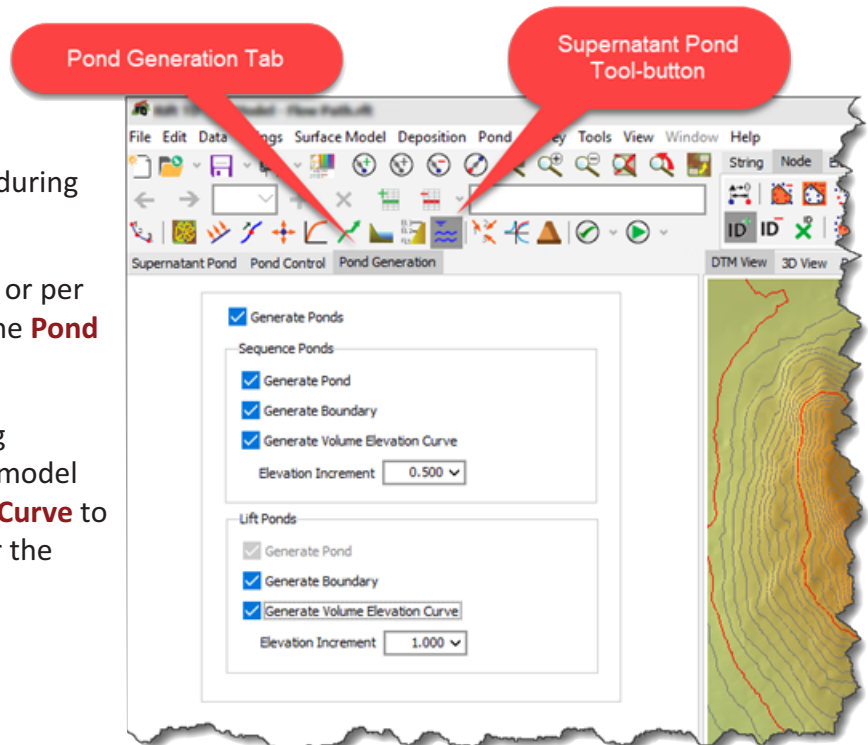 Pond Generation Tab
Supernatant Pond
Tool-button
during
or per
ne Pond
g
model
Curve to
r the
File Edit Data Surface Model Deposition Pond Tools View Window Help
String Node
ID ID
Supernatant Pond Pond Control Pond Generation
DTM View 3D View
Generate Ponds
Sequence Ponds
Generate Pond
Generate Boundary
Generate Volume Elevation Curve
Elevation Increment 0.500
Lift Ponds
Generate Pond
Generate Boundary
Generate Volume Elevation Curve
Elevation Increment 1.000